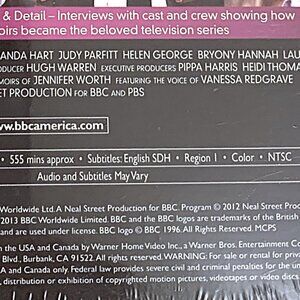 & Detail – Interviews with cast and crew showing how
oirs became the beloved television series
ANDA HART JUDY PARFITT HELEN GEORGE BRYONY HANNAH LAU
ODUCER HUGH WARREN EXECUTIVE PRODUCERS PIPPA HARRIS HEIDI THOMA
MOIRS OF JENNIFER WORTH FEATURING THE VOICE OF VANESSA REDGRAVE
ET PRODUCTION FOR BBC AND PBS
www.bbcamerica.com
• 555 mins approx • Subtitles: English SDH • Region 1 • Color • NTSC
Audio and Subtitles May Vary
Worldwide Ltd. A Neal Street Production for BBC. Program © 2012 Neal Street Produ
13 BBC Worldwide Limited. BBC and the BBC logos are trademarks of the British
and are used under license. BBC logo © BBC 1996. All Rights Reserved. MCPS
n the USA and Canada by Warner Home Video Inc., a Warner Bros. Entertainment Co
Blvd., Burbank, CA 91522. All rights reserved. WARNING: For sale or rental for priva
A and Canada only. Federal law provides severe civil and criminal penalties for the un
distribution or exhibition of copyrighted motion pictures, videotapes or video